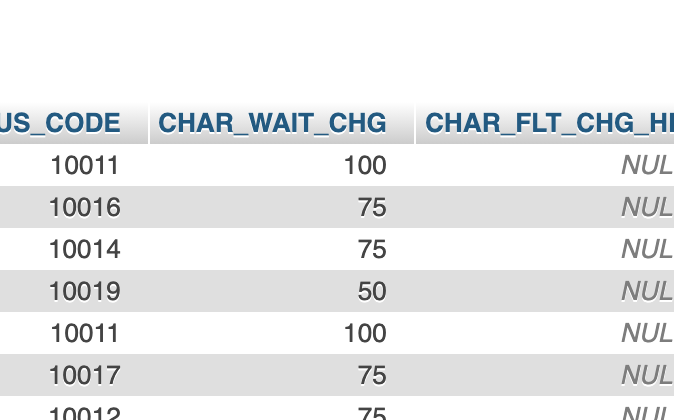 US_CODE CHAR_WAIT_CHG CHAR_FLT_CHG_H
10011 100 NUL
10016 75 NUL
10014 75 NUL
10019 50 NUL
10011 100 NUL
10017 75 NUL
10012 75 NUL